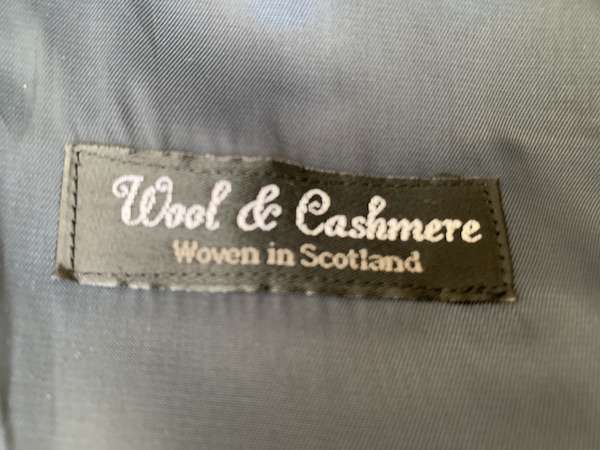 Wool & Cashmere
Woven in Scotland